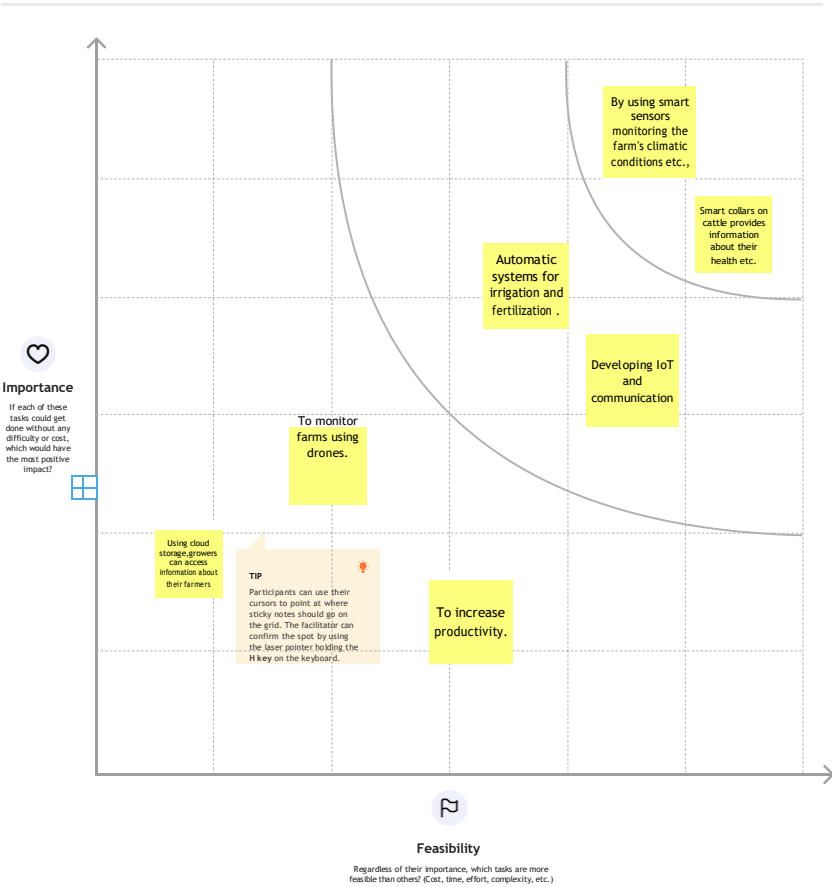 By using smart
sensors
monitoring the
farm's climatic
conditions etc.,
Smart collars on
cattle provides
information
about their
health etc.
Automatic
systems for
irrigation and
fertilization .
Developing IoT
and
communication
Importance
If each of these
tasks could get
done without any
difficulty or cost,
which would have
the most positive
impact?
To monitor
farms using
drones.
Using cloud
storage,growers
can access
information about
their farmers
TIP
Participants can use their
cursors to point at where
sticky notes should go on
the grid. The facilitator can
confirm the spot by using
the laser pointer holding the
H key on the keyboard.
To increase
productivity.
Feasibility
Regardless of their importance, which tasks are more
feasible than others? (Cost, time, effort, complexity, etc.)